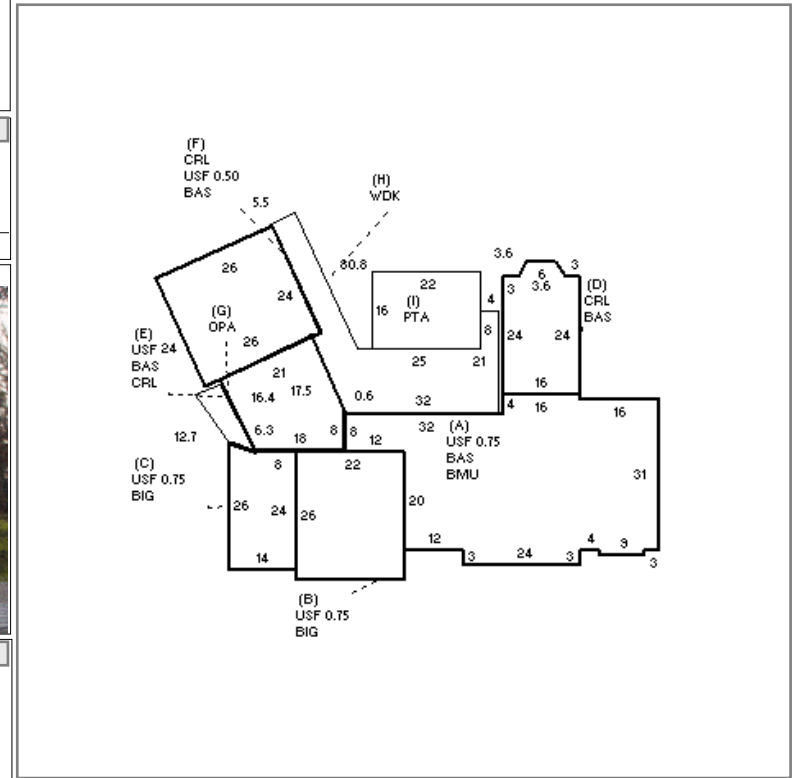 (F)
CRL
USF 0.50
BAS
5.5
(H)
WDK
26
80.8
3.6
3
6
3.6
3
(D)
CRL
BAS
22
(I)
PTA
16
4
8
24
24
24
(G)
OPA
26
(E)
USF 24
BAS
CRL
21
16.4
17.5
25
21
0.6
32
16
4
16
16
12.7
6.3
18
8
8
32
12
(A)
USF 0.75
BAS
BMU
(C)
USF 0.75
BIG
8
22
31
26
24
26
20
14
12
3
24
3
4
9
3
(B)
USF 0.75
BIG